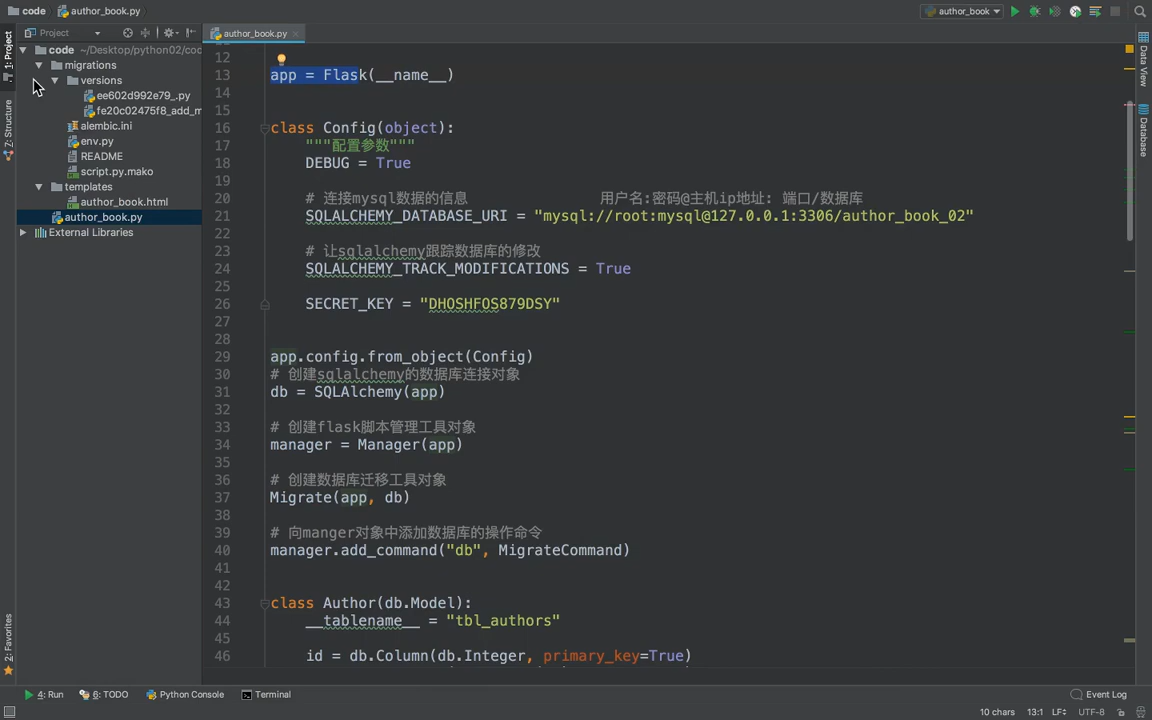 code author_book.py author_book
Project author_book.py
1: Project
Z: Structure
2: Favorites
Data View
Database
code ~/Desktop/python02/coc
migrations
versions
ee602d992e79_.py
fe20c02475f8_add_m
alembic.ini
env.py
README
script.py.mako
templates
author_book.html
author_book.py
External Libraries
12
13 app = Flask(__name__)
14
15
16 class Config(object):
17 """配置参数"""
18 DEBUG = True
19
20 # 连接mysql数据的信息 用户名:密码@主机ip地址: 端口/数据库
21 SQLALCHEMY_DATABASE_URI = "mysql://root:mysql@127.0.0.1:3306/author_book_02"
22
23 # 让sqlalchemy跟踪数据库的修改
24 SQLALCHEMY_TRACK_MODIFICATIONS = True
25
26 SECRET_KEY = "DHOSHFOS879DSY"
27
28
29 app.config.from_object(Config)
30 # 创建sqlalchemy的数据库连接对象
31 db = SQLAlchemy(app)
32
33 # 创建flask脚本管理工具对象
34 manager = Manager(app)
35
36 # 创建数据库迁移工具对象
37 Migrate(app, db)
38
39 # 向manger对象中添加数据库的操作命令
40 manager.add_command("db", MigrateCommand)
41
42
43 class Author(db.Model):
44 __tablename__ = "tbl_authors"
45
46 id = db.Column(db.Integer, primary_key=True)
4: Run 6: TODO Python Console Terminal Event Log
10 chars 13:1 LF UTF-8